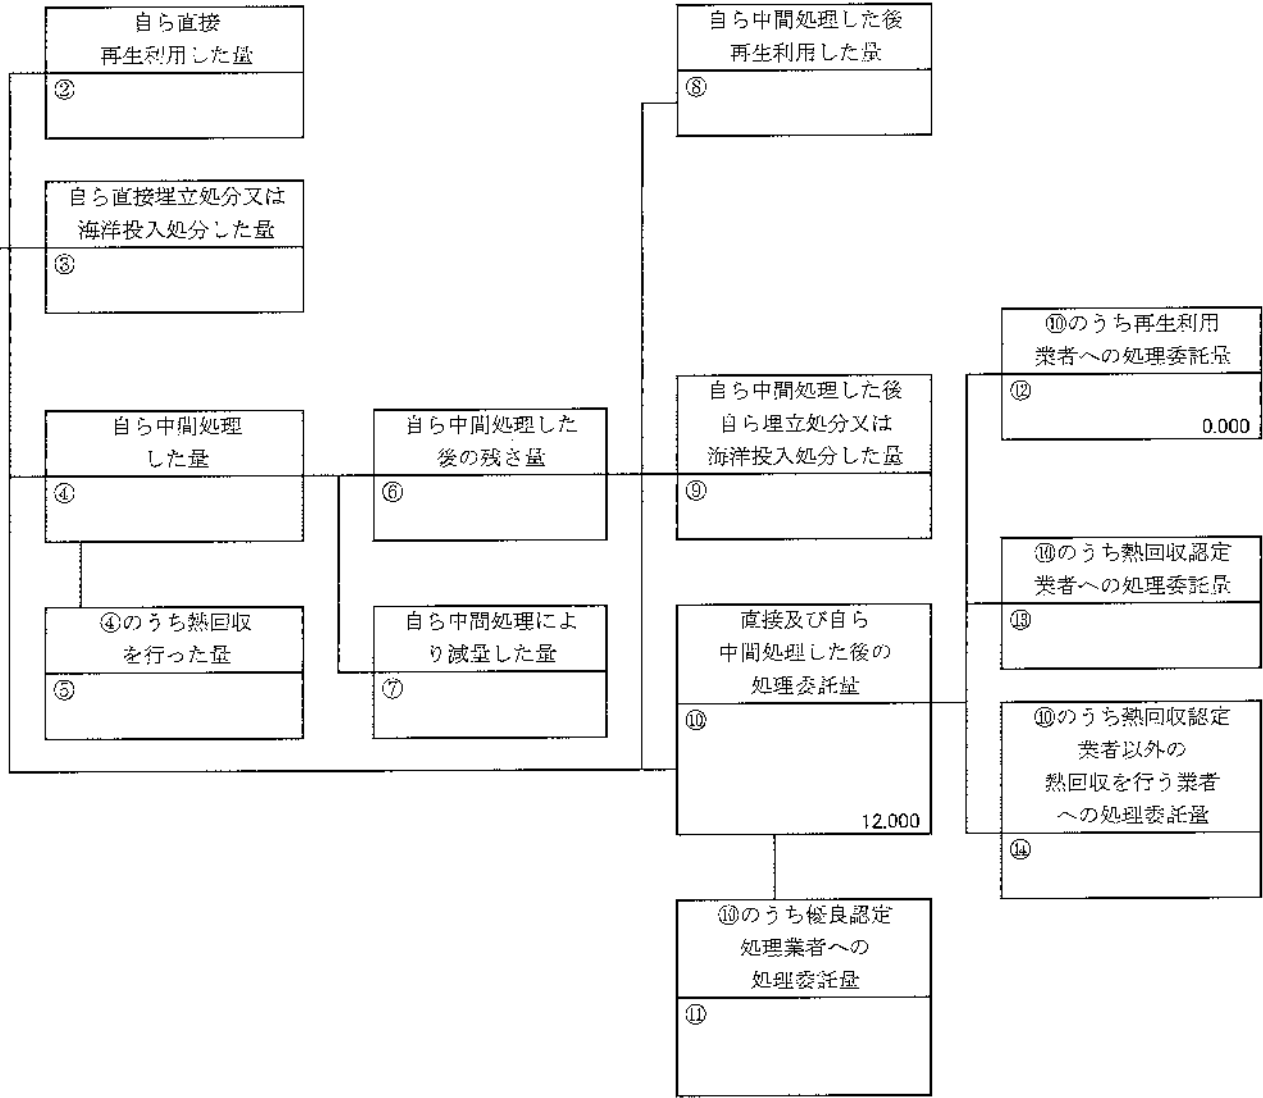 自ら直接
再生利用した量
②
自ら中間処理した後
再生利用した量
⑧
自ら直接埋立処分又は
海洋投入処分した量
③
⑩のうち再生利用
業者への処理委託量
⑫
0.000
自ら中間処理
した量
④
自ら中間処理した
後の残さ量
⑥
自ら中間処理した後
自ら埋立処分又は
海洋投入処分した量
⑨
⑩のうち熱回収認定
業者への処理委託量
⑬
④のうち熱回収
を行った量
⑤
自ら中間処理によ
り減量した量
⑦
直接及び自ら
中間処理した後の
処理委託量
⑩
12.000
⑩のうち熱回収認定
業者以外の
熱回収を行う業者
への処理委託量
⑭
⑩のうち優良認定
処理業者への
処理委託量
⑪